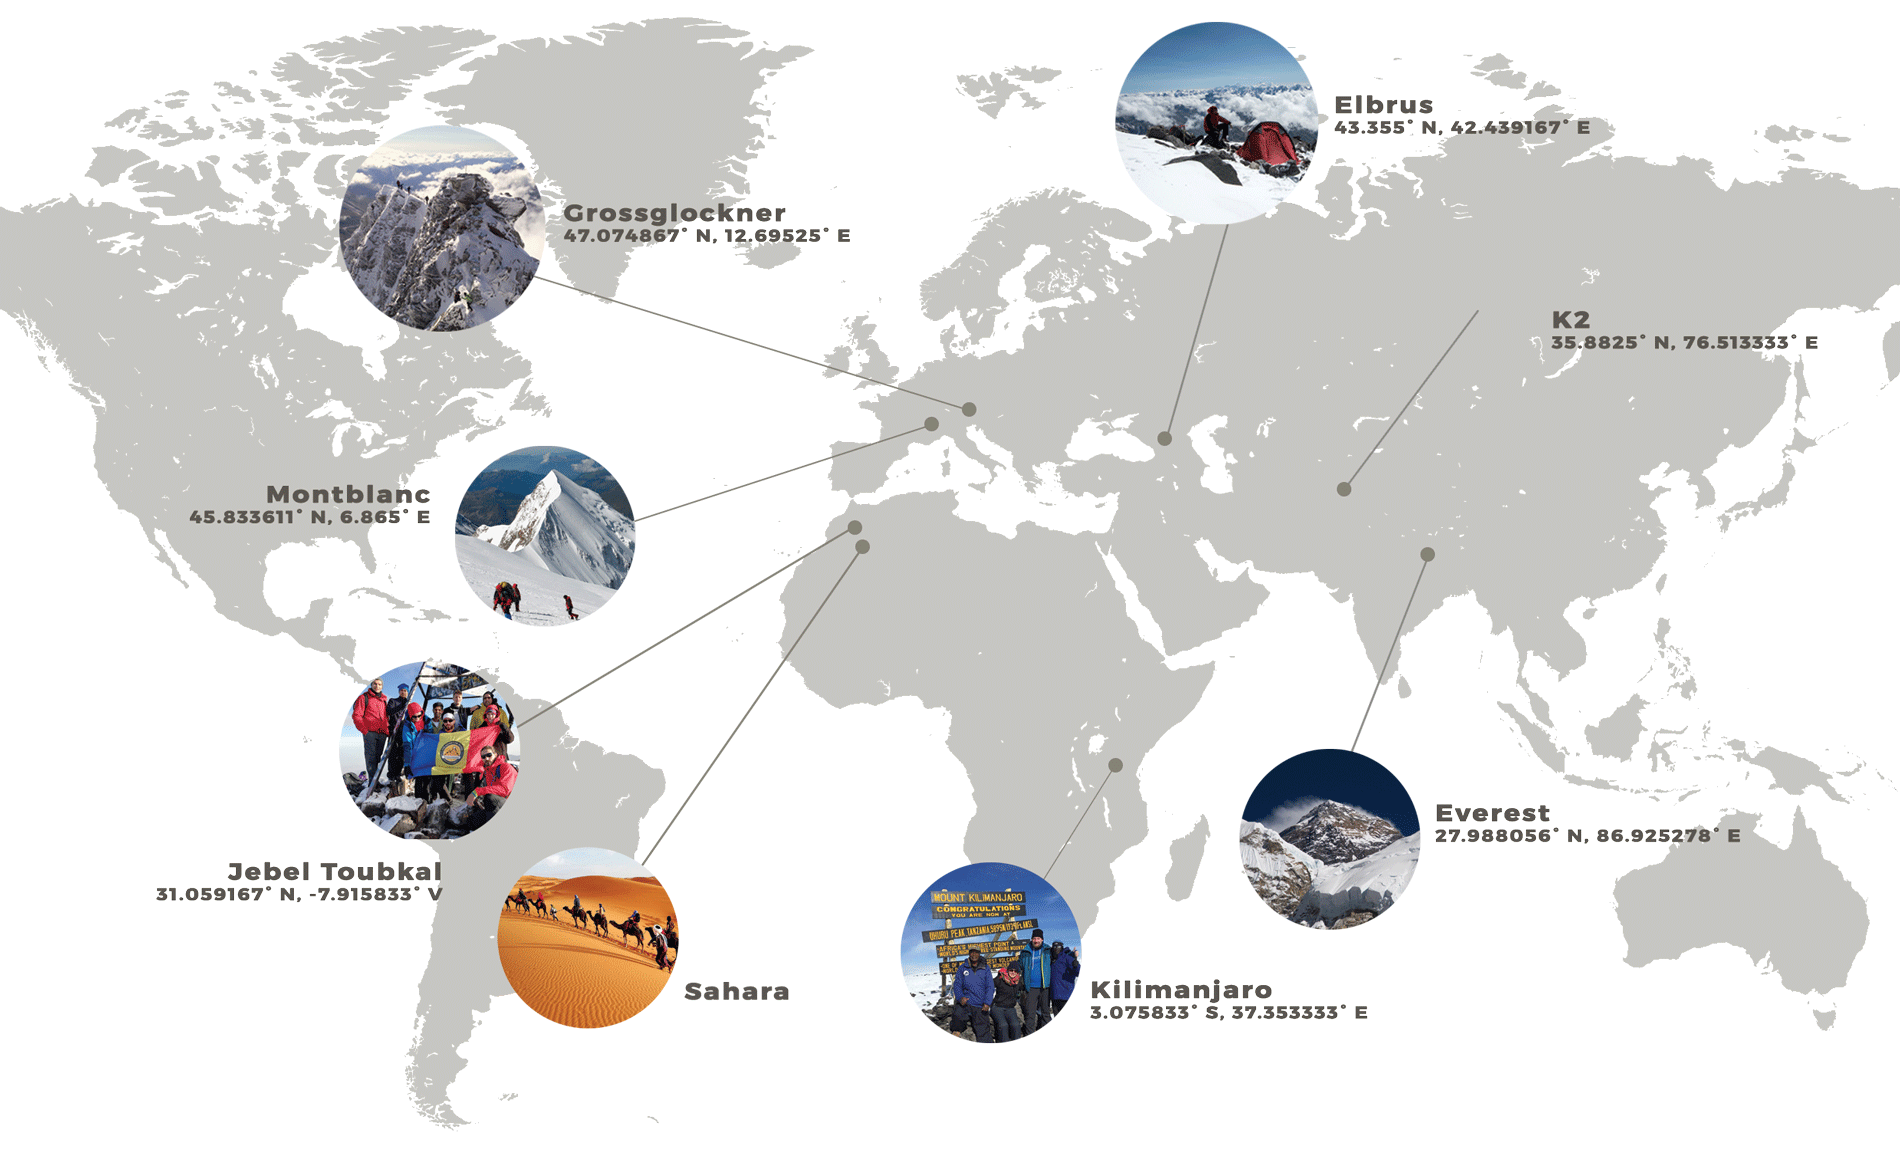 Elbrus
43.355° N, 42.439167° E
Grossglockner
47.074867° N, 12.69525° E
K2
35.8825° N, 76.513333° E
Montblanc
45.833611° N, 6.865° E
Jebel Toubkal
31.059167° N, -7.915833° V
Everest
27.988056° N, 86.925278° E
Sahara
Kilimanjaro
3.075833° S, 37.353333° E
MOUNT KILIMANJARO
CONGRATULATIONS
YOU ARE NOW AT
UHURU PEAK TANZANIA 5895M
AFRICA'S HIGHEST POINT